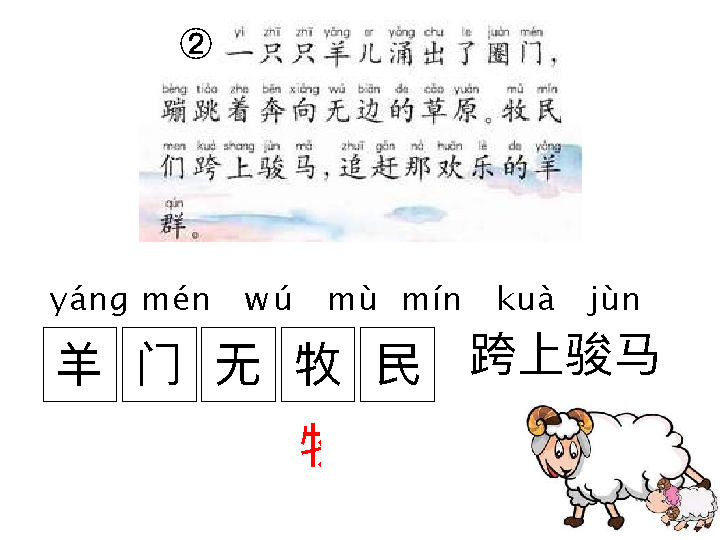 ②
yì zhī zhī yáng er yǒng chu le juàn mén
一只只羊儿涌出了圈门，
bèng tiào zhe bēn xiàng wú biān de cǎo yuán mù mín
蹦跳着奔向无边的草原。牧民
men kuà shang jùn mǎ zhuī gǎn nà huān lè de yáng
们跨上骏马，追赶那欢乐的羊
qún
群。
yáng mén wú mù mín kuà jùn
羊 门 无 牧 民 跨上骏马
牜